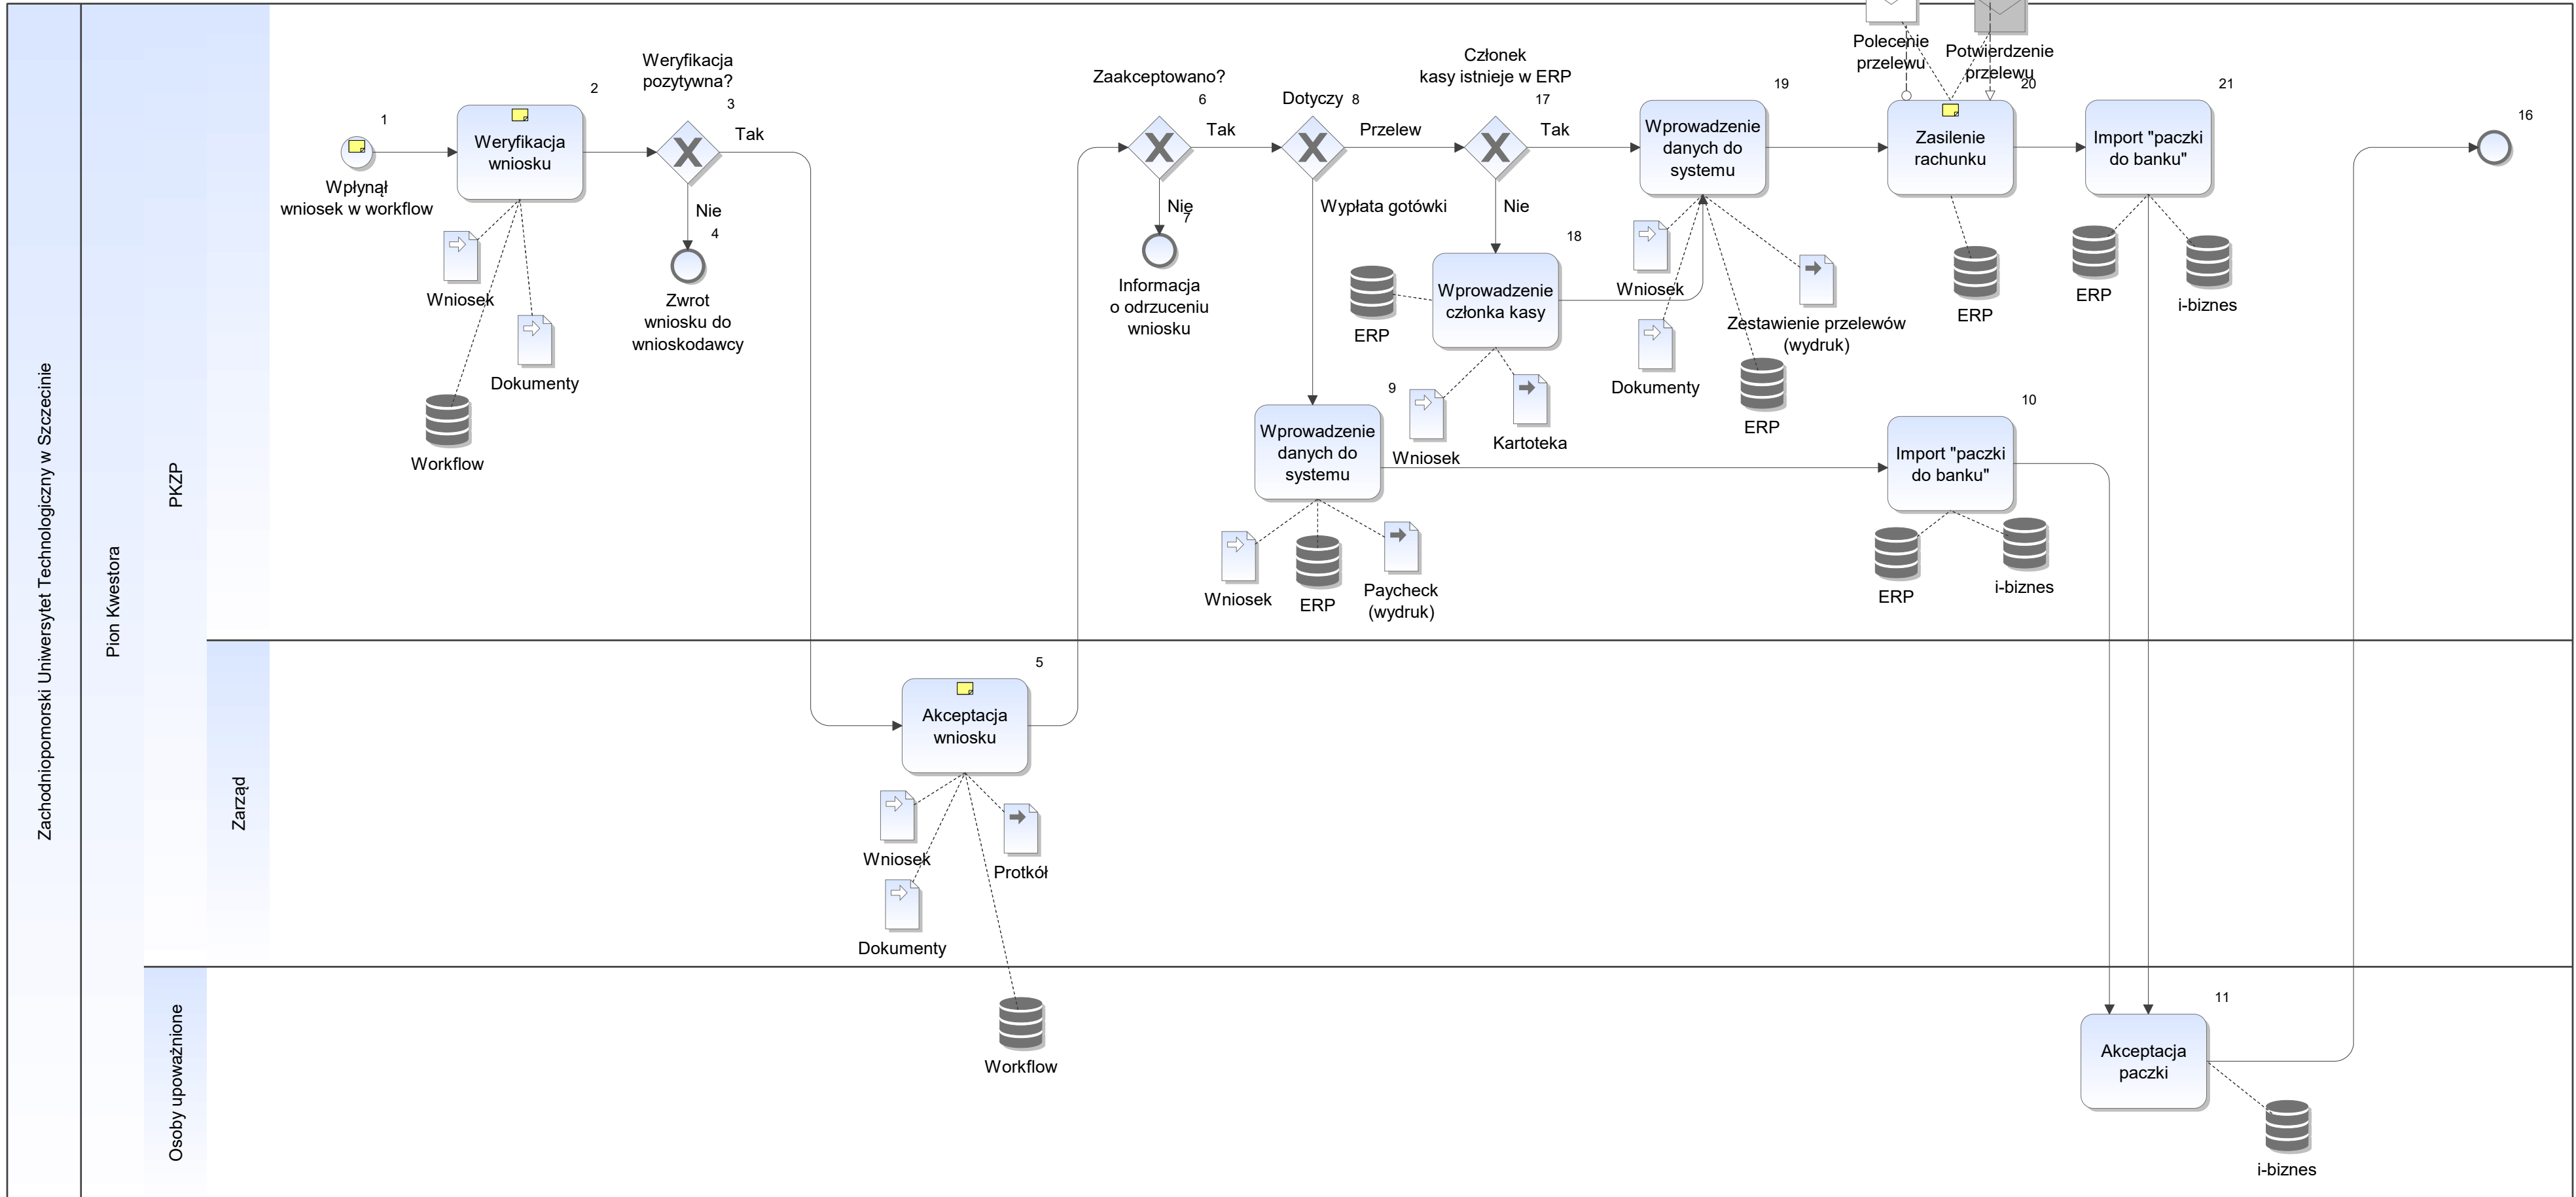 Zachodniopomorski Uniwersytet Technologiczny w Szczecinie
Pion Kwestora
PKZP
Zarząd
Osoby upoważnione
1
Wpłynął
wniosek w workflow
2
Weryfikacja
wniosku
Wniosek
Dokumenty
Workflow
Weryfikacja
pozytywna?
3
Tak
Nie
4
Zwrot
wniosku do
wnioskodawcy
5
Akceptacja
wniosku
Wniosek
Protkół
Dokumenty
Workflow
Zaakceptowano?
6
Tak
Nie
7
Informacja
o odrzuceniu
wniosku
Dotyczy
8
Przelew
Wypłata gotówki
Członek
kasy istnieje w ERP
17
Tak
Nie
18
Wprowadzenie
członka kasy
ERP
Wniosek
Kartoteka
9
Wprowadzenie
danych do
systemu
Wniosek
ERP
Paycheck
(wydruk)
19
Wprowadzenie
danych do
systemu
Wniosek
Dokumenty
ERP
Zestawienie przelewów
(wydruk)
Polecenie
przelewu
Potwierdzenie
przelewu
20
Zasilenie
rachunku
ERP
21
Import "paczki
do banku"
ERP
i-biznes
10
Import "paczki
do banku"
ERP
i-biznes
11
Akceptacja
paczki
i-biznes
16